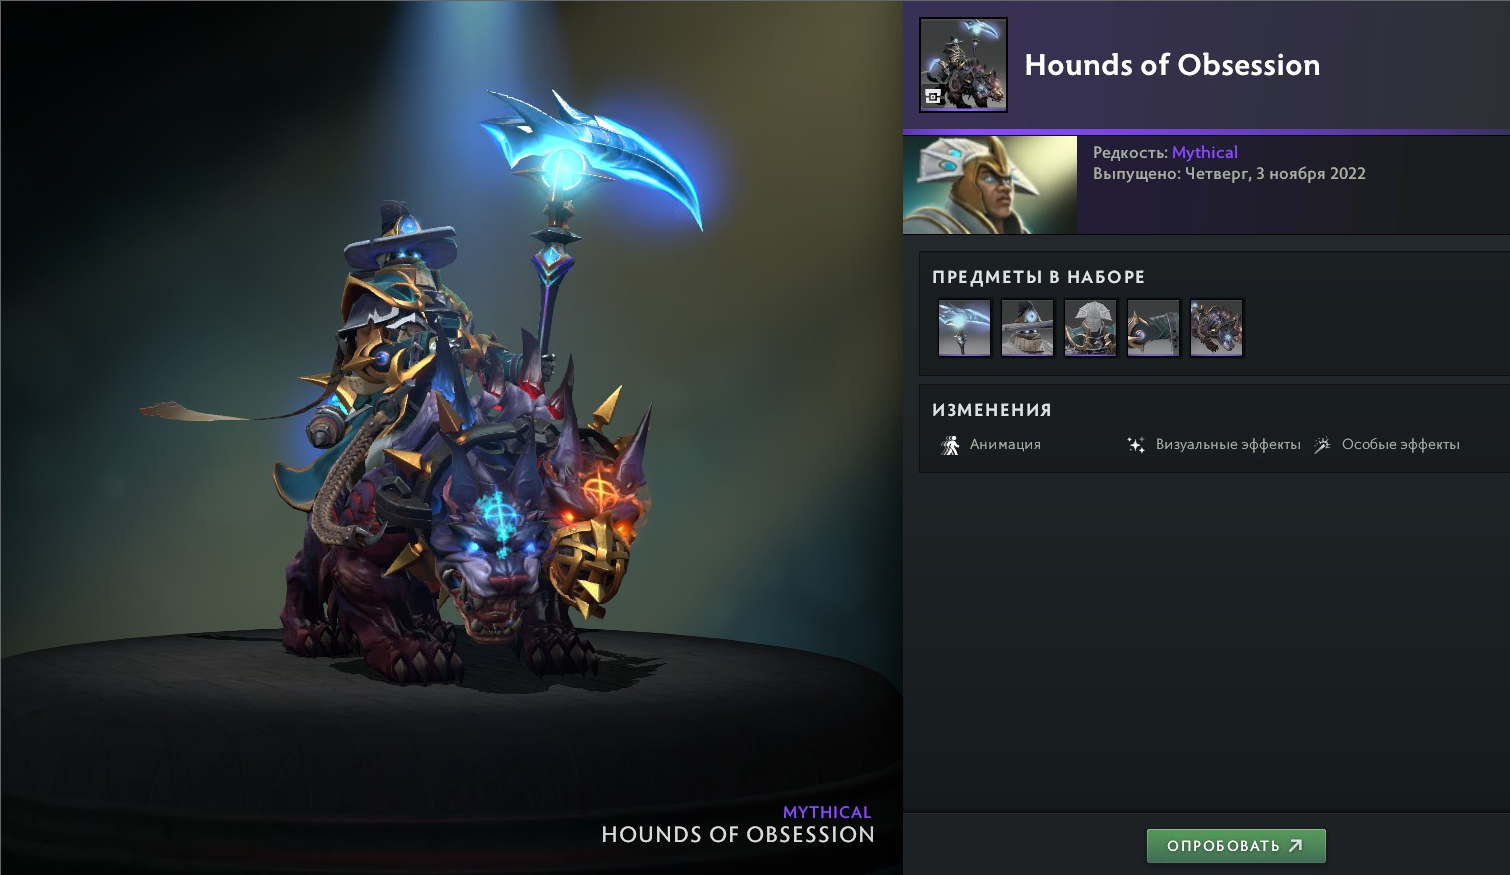 Hounds of Obsession
Редкость: Mythical
Выпущено: Четверг, 3 ноября 2022
ПРЕДМЕТЫ В НАБОРЕ
ИЗМЕНЕНИЯ
Анимация
Визуальные эффекты
Особые эффекты
MYTHICAL
HOUNDS OF OBSESSION
ОПРОБОВАТЬ